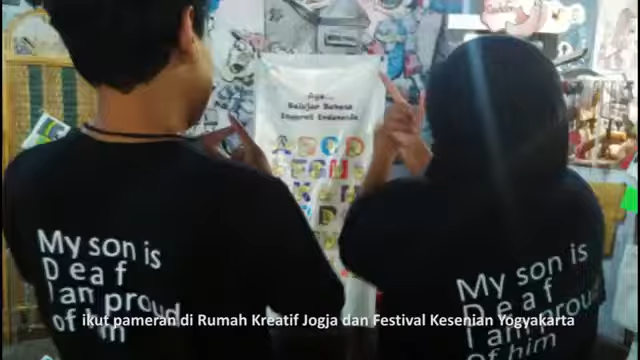 Ayo...
Belajar Bahasa
Isyarat Indonesia
A B C D
My son is
Deaf
I am proud
of him
My son is
Deaf
I am proud
of him
ikut pameran di Rumah Kreatif Jogja dan Festival Kesenian Yogyakarta